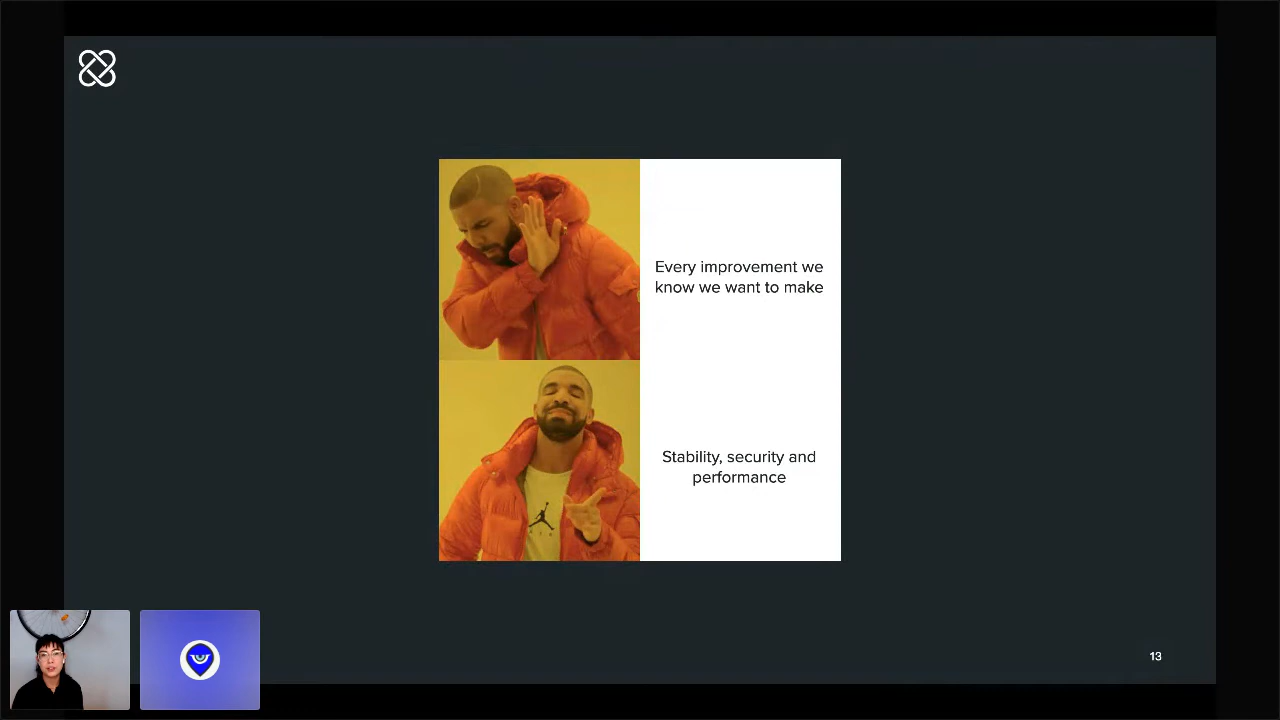 Every improvement we
know we want to make
Stability, security and
performance
13